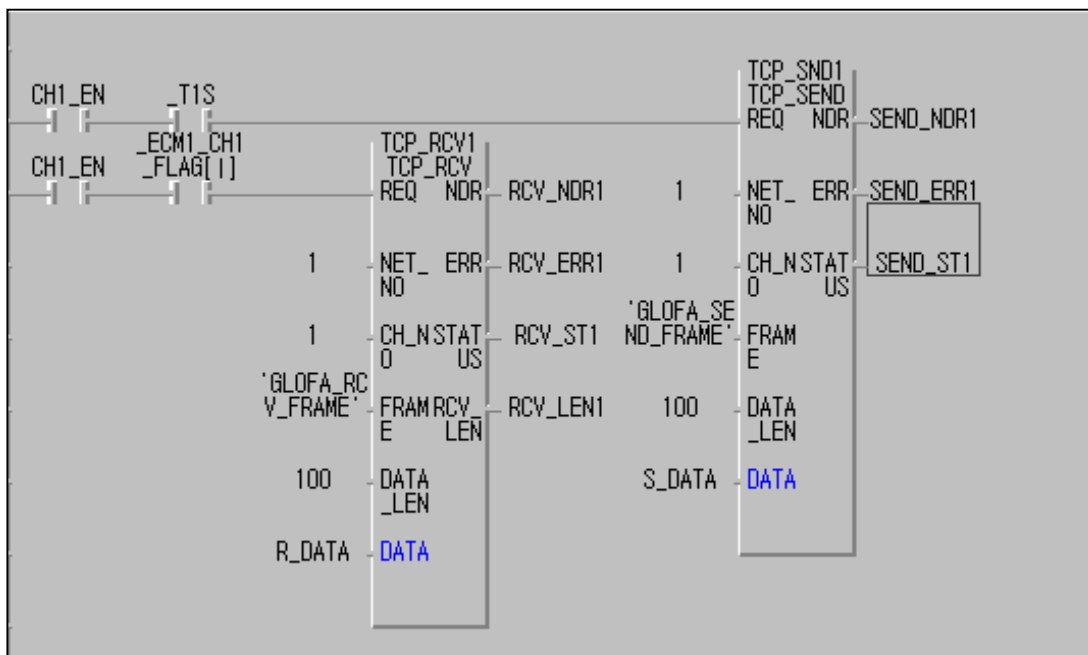 TCP_SND1
CH1_EN _T1S TCP_SEND
REQ NDR SEND_NDR1
_ECM1_CH1 TCP_RCV1
CH1_EN _FLAG[|] TCP_RCV
REQ NDR RCV_NDR1 1 NET_ ERR SEND_ERR1
NO
1 NET_ ERR RCV_ERR1 1 CH_N STAT SEND_ST1
NO O US
'GLOFA_SE
1 CH_N STAT RCV_ST1 ND_FRAME' FRAM
O US E
'GLOFA_RC
V_FRAME' FRAM RCV_ RCV_LEN1 100 DATA
E LEN _LEN
100 DATA S_DATA DATA
_LEN
R_DATA DATA